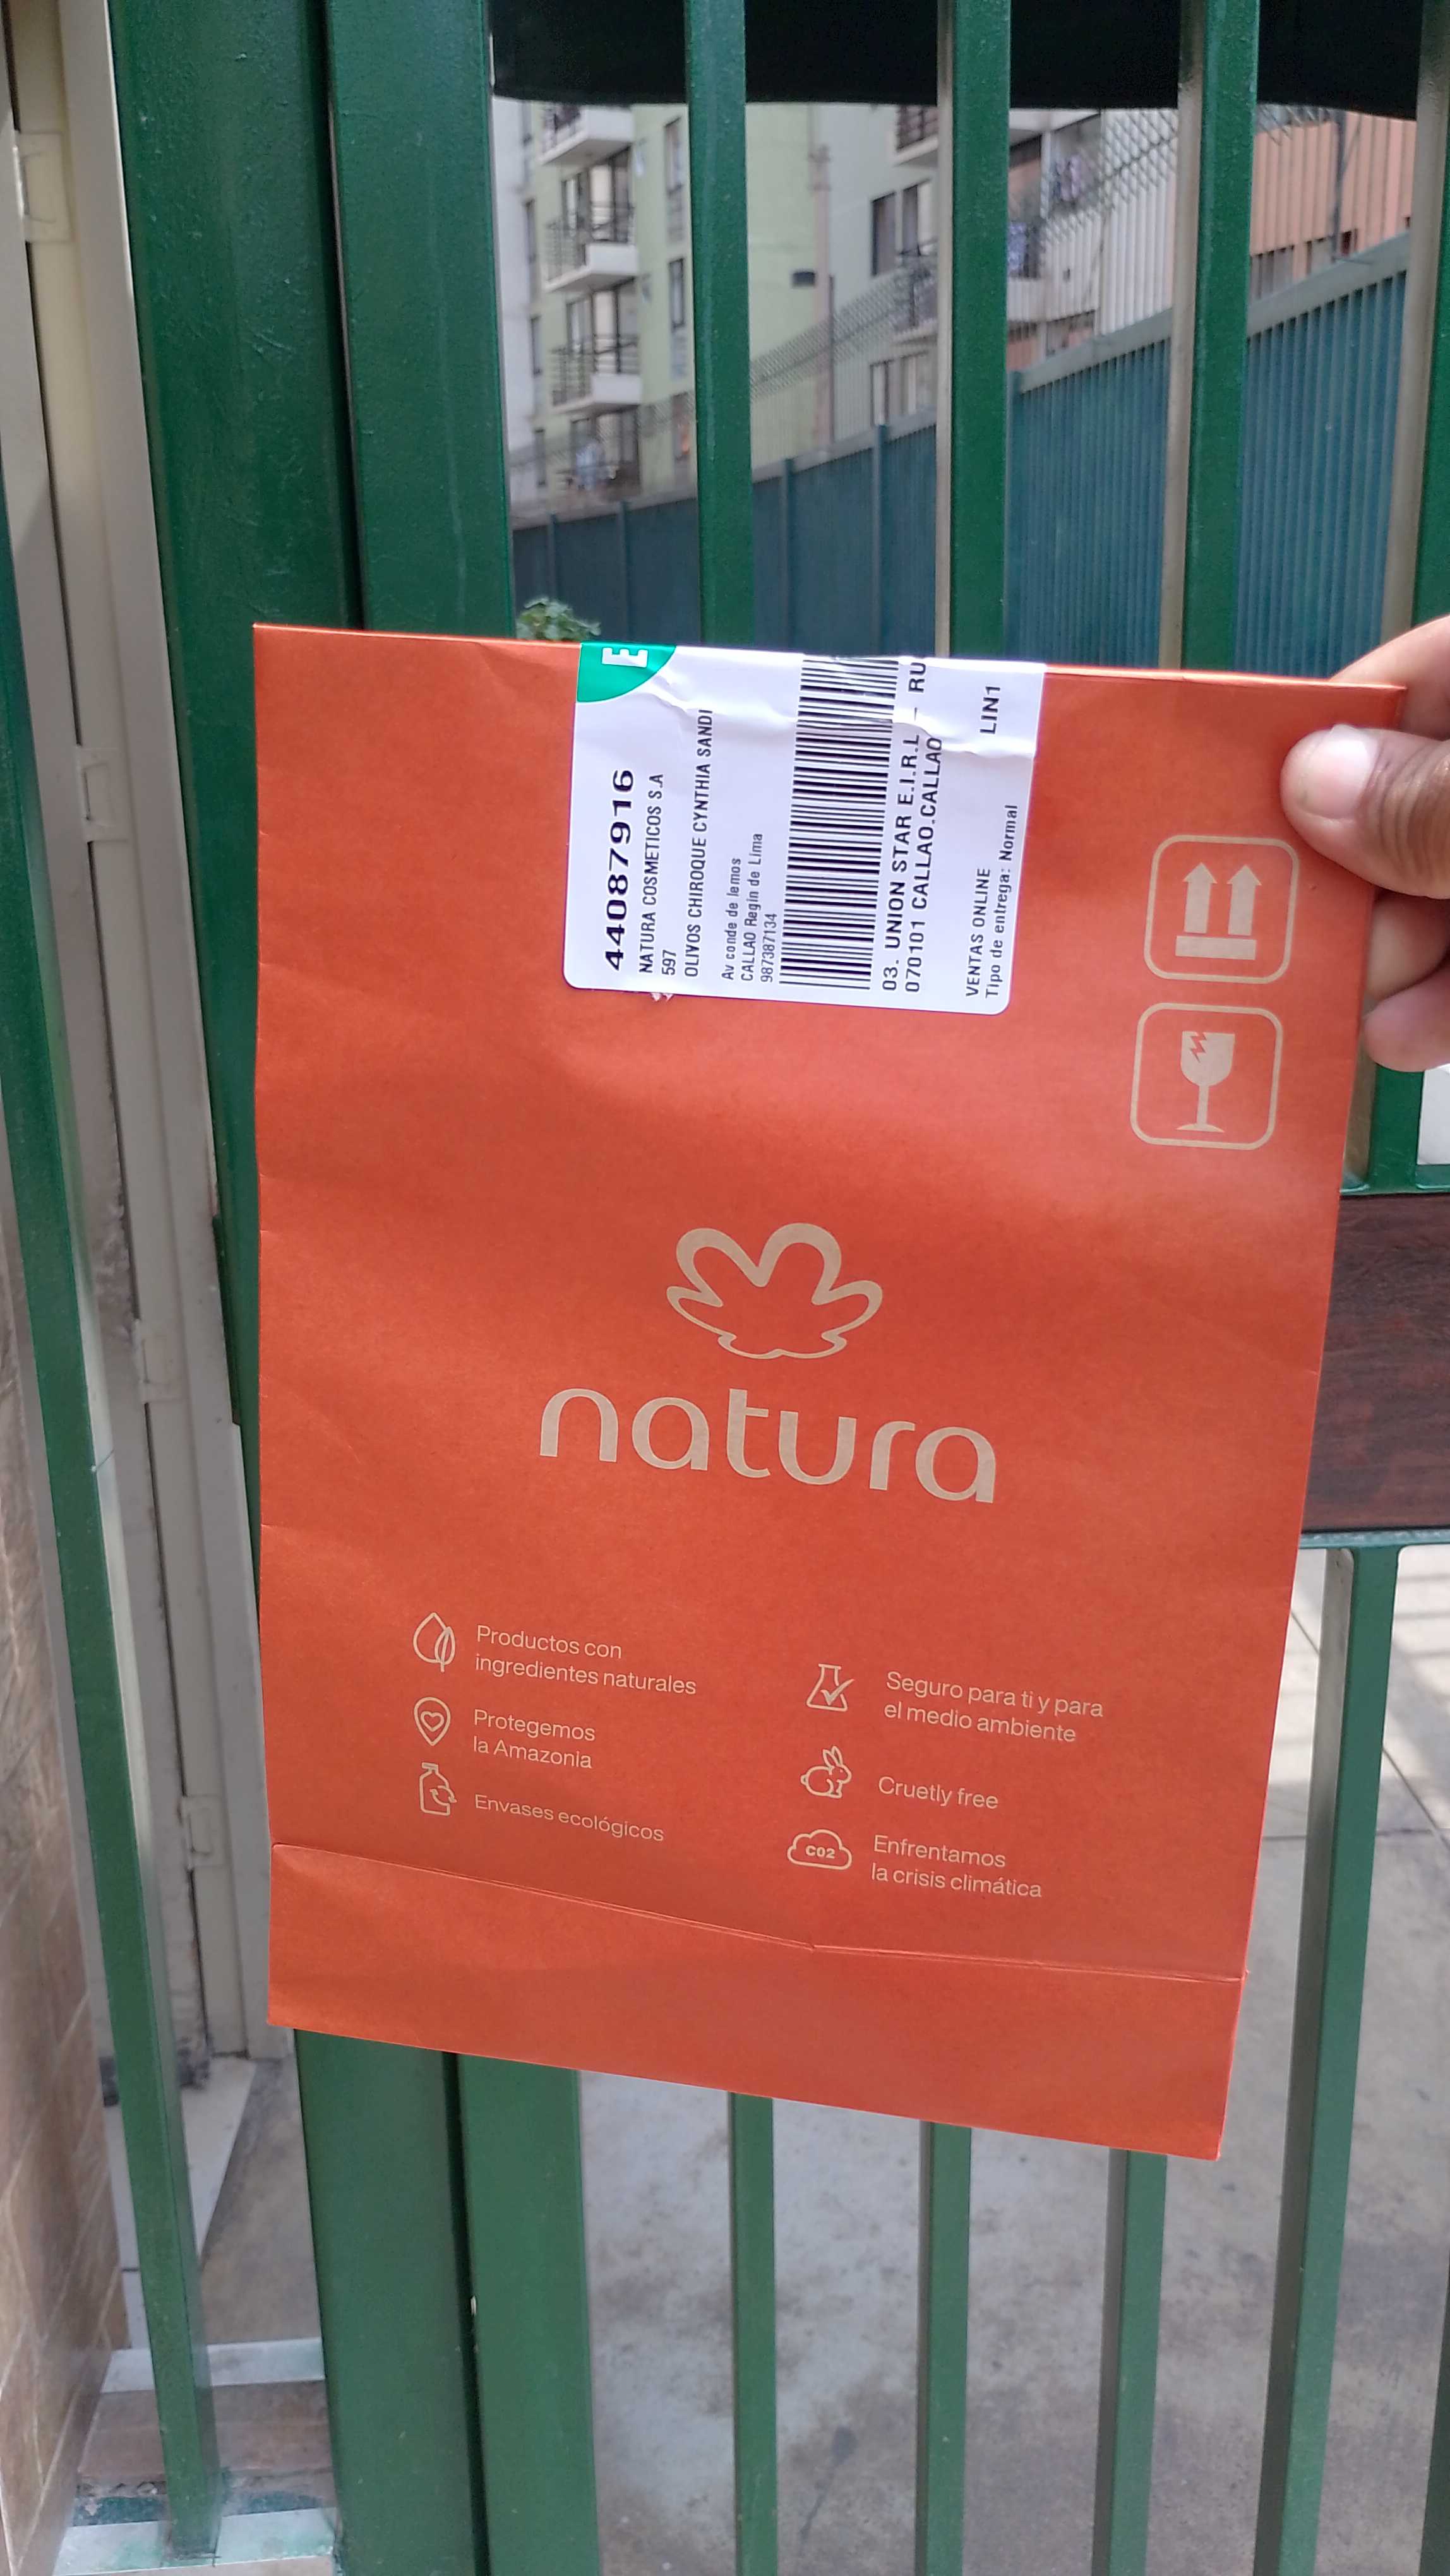 E
44087916
NATURA COSMETICOS S.A
597
OLIVOS CHIROQUE CYNTHIA SANDI
Av conde de lemos
CALLAO Regin de Lima
987387134
03. UNION STAR E.I.R.L _ RU
070101 CALLAO.CALLAO
VENTAS ONLINE LIN1
Tipo de entrega: Normal
natura
Productos con
ingredientes naturales
Protegemos
la Amazonia
Envases ecológicos
Seguro para ti y para
el medio ambiente
Cruetly free
CO2
Enfrentamos
la crisis climática